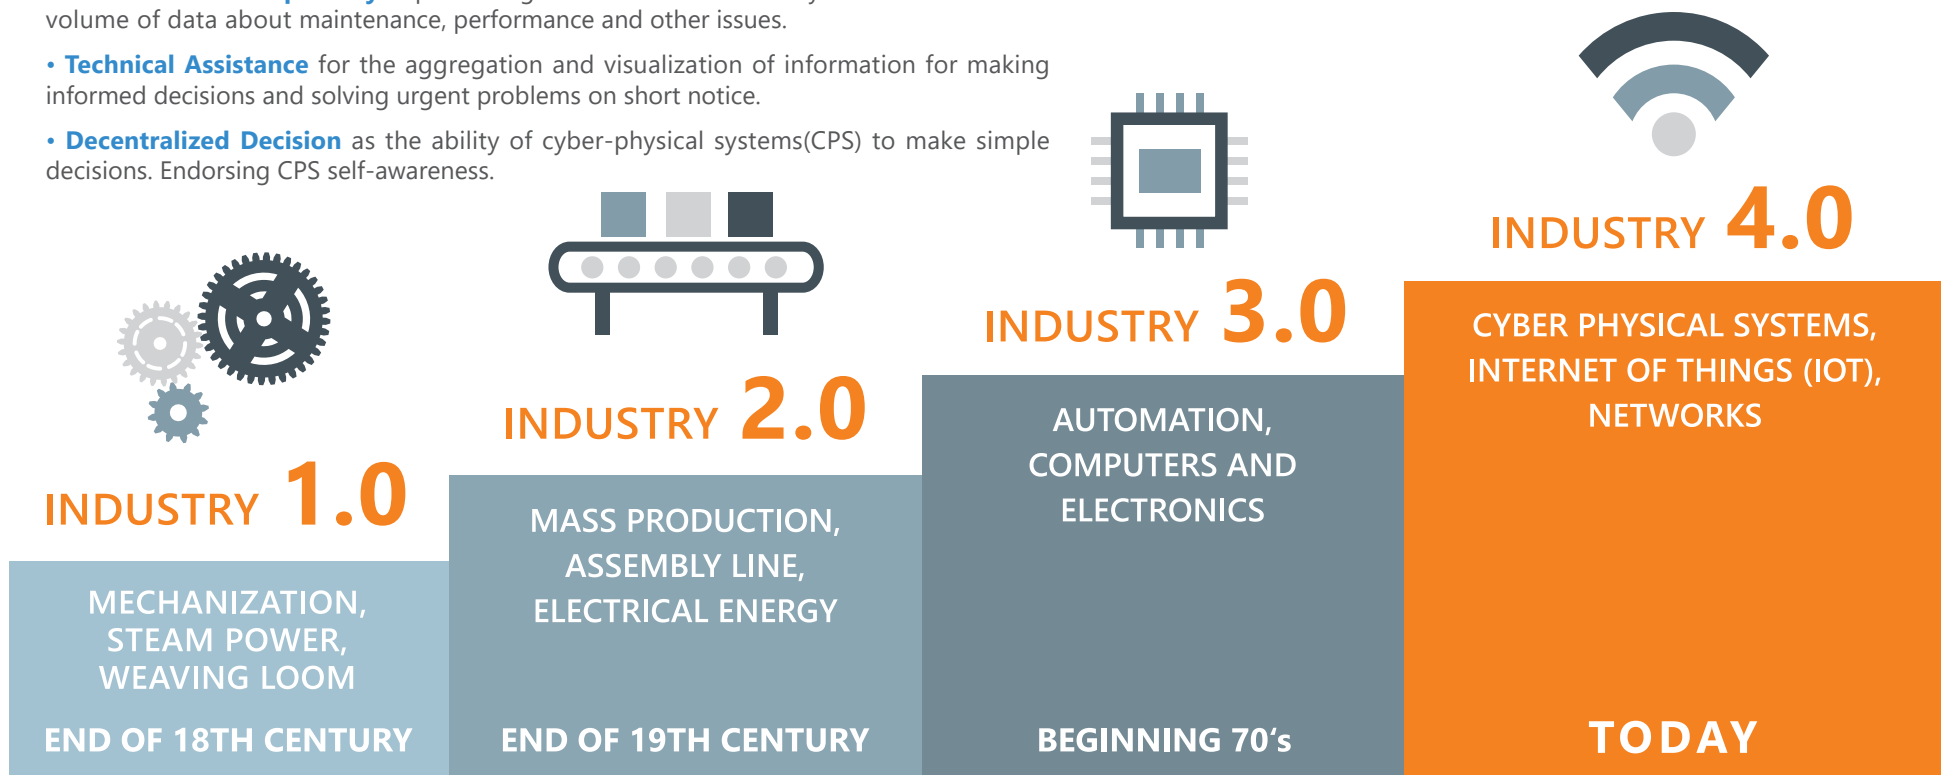 volume of data about maintenance, performance and other issues.
• Technical Assistance for the aggregation and visualization of information for making
informed decisions and solving urgent problems on short notice.
• Decentralized Decision as the ability of cyber-physical systems(CPS) to make simple
decisions. Endorsing CPS self-awareness.
INDUSTRY 1.0
MECHANIZATION,
STEAM POWER,
WEAVING LOOM
END OF 18TH CENTURY
INDUSTRY 2.0
MASS PRODUCTION,
ASSEMBLY LINE,
ELECTRICAL ENERGY
END OF 19TH CENTURY
INDUSTRY 3.0
AUTOMATION,
COMPUTERS AND
ELECTRONICS
BEGINNING 70‘s
INDUSTRY 4.0
CYBER PHYSICAL SYSTEMS,
INTERNET OF THINGS (IOT),
NETWORKS
TODAY